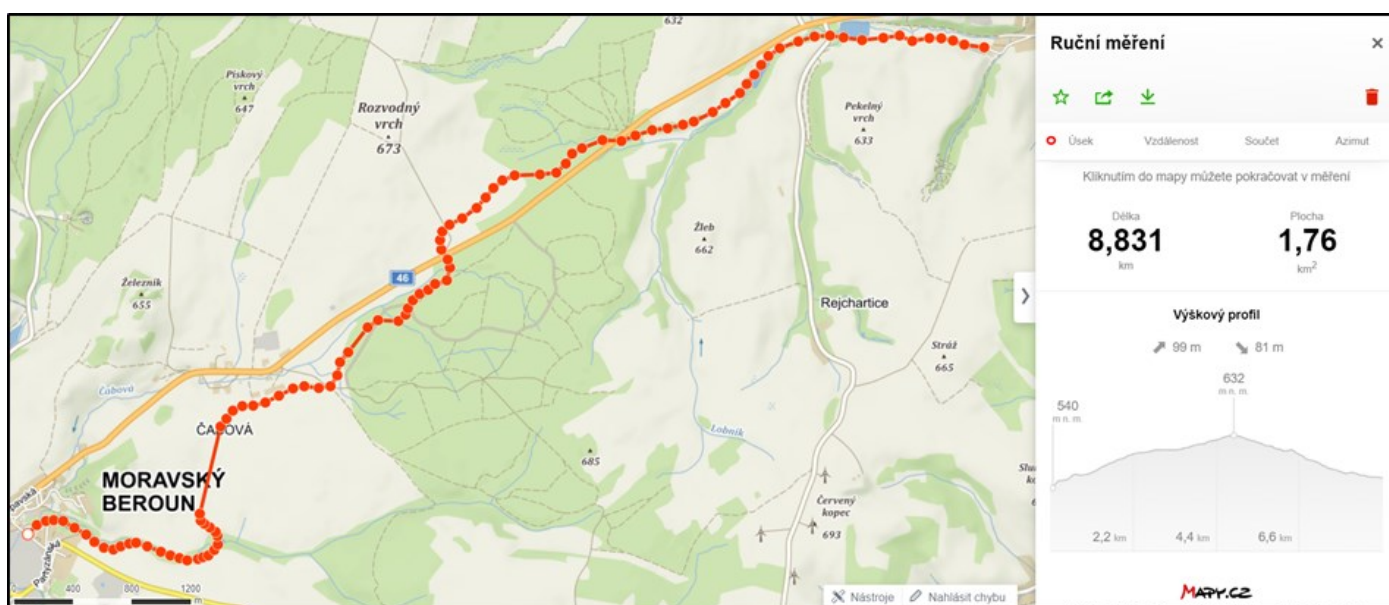 632
Pískový
vrch
647
Rozvodný
vrch
673
Pekelný
vrch
633
Žleb
662
46
Železník
655
Rejchartice
Stráž
665
Čabová
ČABOVÁ
Lobník
685
MORAVSKÝ
BEROUN
Červený
kopec
693
Partyzánská
0 400 800 1200
m
Nástroje Nahlásit chybu
Ruční měření
Úsek Vzdálenost Součet Azimut
Kliknutím do mapy můžete pokračovat v měření
Délka Plocha
8,831 1,76
km km²
Výškový profil
99 m 81 m
632
m n. m.
540
m n. m.
2,2 km 4,4 km 6,6 km
MAPY.CZ